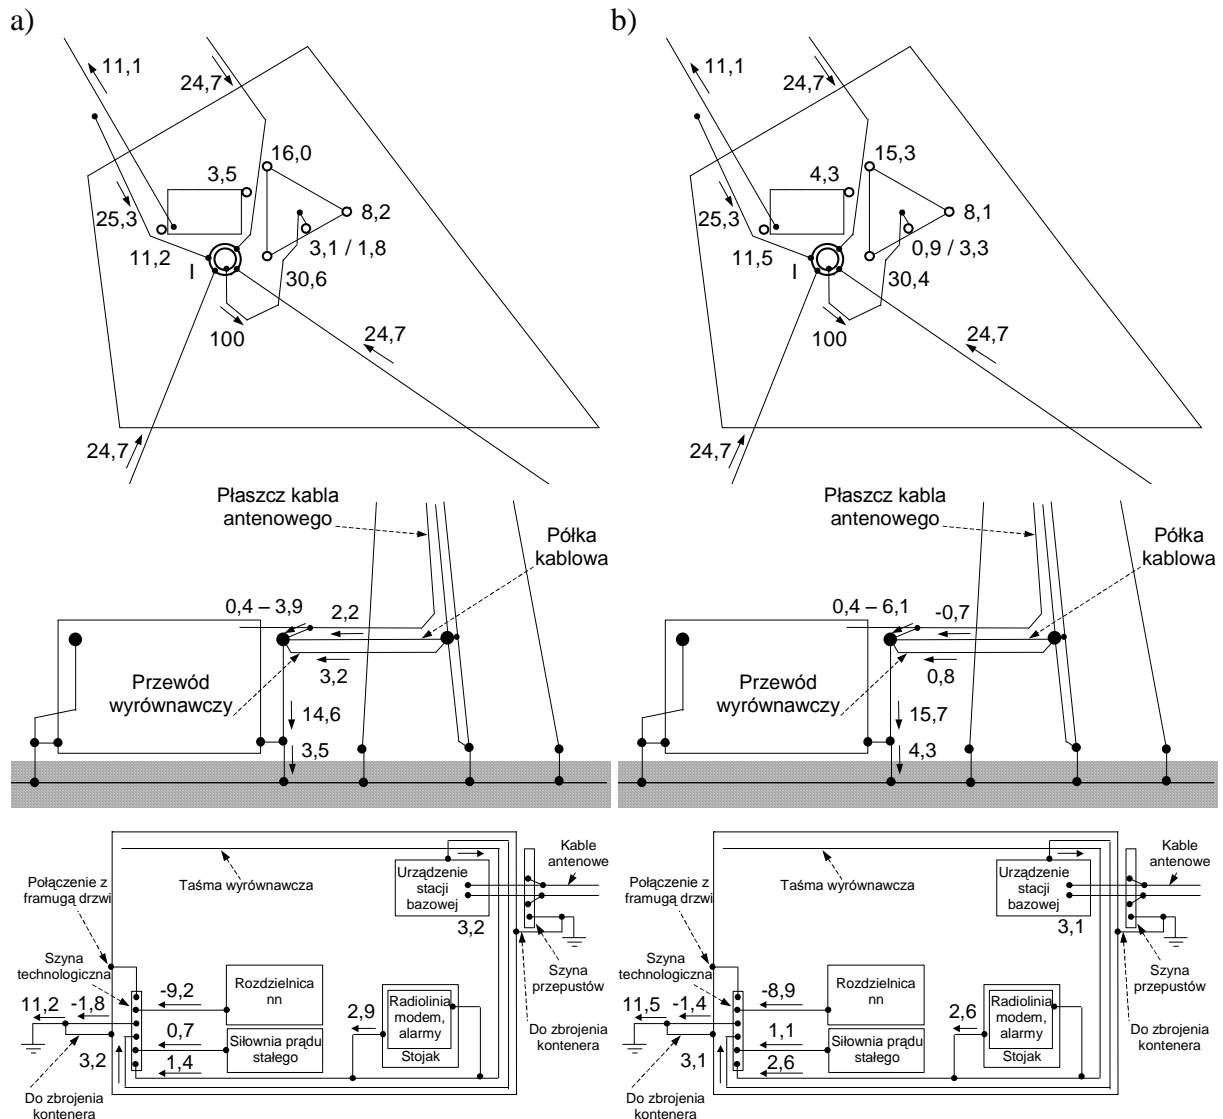 a)
11,1
24,7
16,0
3,5
8,2
25,3
3,1 / 1,8
11,2
I
30,6
100
24,7
24,7
Płaszcz kabla
antenowego
Półka
kablowa
0,4 – 3,9
2,2
3,2
Przewód
wyrównawczy
14,6
3,5
Połączenie z
framugą drzwi
Taśma wyrównawcza
Urządzenie
stacji
bazowej
3,2
Kable
antenowe
Szyna
technologiczna
Szyna
przepustów
-9,2
Rozdzielnica
nn
11,2
-1,8
0,7
Siłownia prądu
stałego
2,9
Radiolinia
modem,
alarmy
Stojak
Do zbrojenia
kontenera
3,2
1,4
Do zbrojenia
kontenera
b)
11,1
24,7
15,3
4,3
8,1
25,3
0,9 / 3,3
11,5
I
30,4
100
24,7
24,7
Płaszcz kabla
antenowego
Półka
kablowa
0,4 – 6,1
-0,7
0,8
Przewód
wyrównawczy
15,7
4,3
Połączenie z
framugą drzwi
Taśma wyrównawcza
Urządzenie
stacji
bazowej
3,1
Kable
antenowe
Szyna
technologiczna
Szyna
przepustów
-8,9
Rozdzielnica
nn
11,5
-1,4
1,1
Siłownia prądu
stałego
2,6
Radiolinia
modem,
alarmy
Stojak
Do zbrojenia
kontenera
3,1
2,6
Do zbrojenia
kontenera